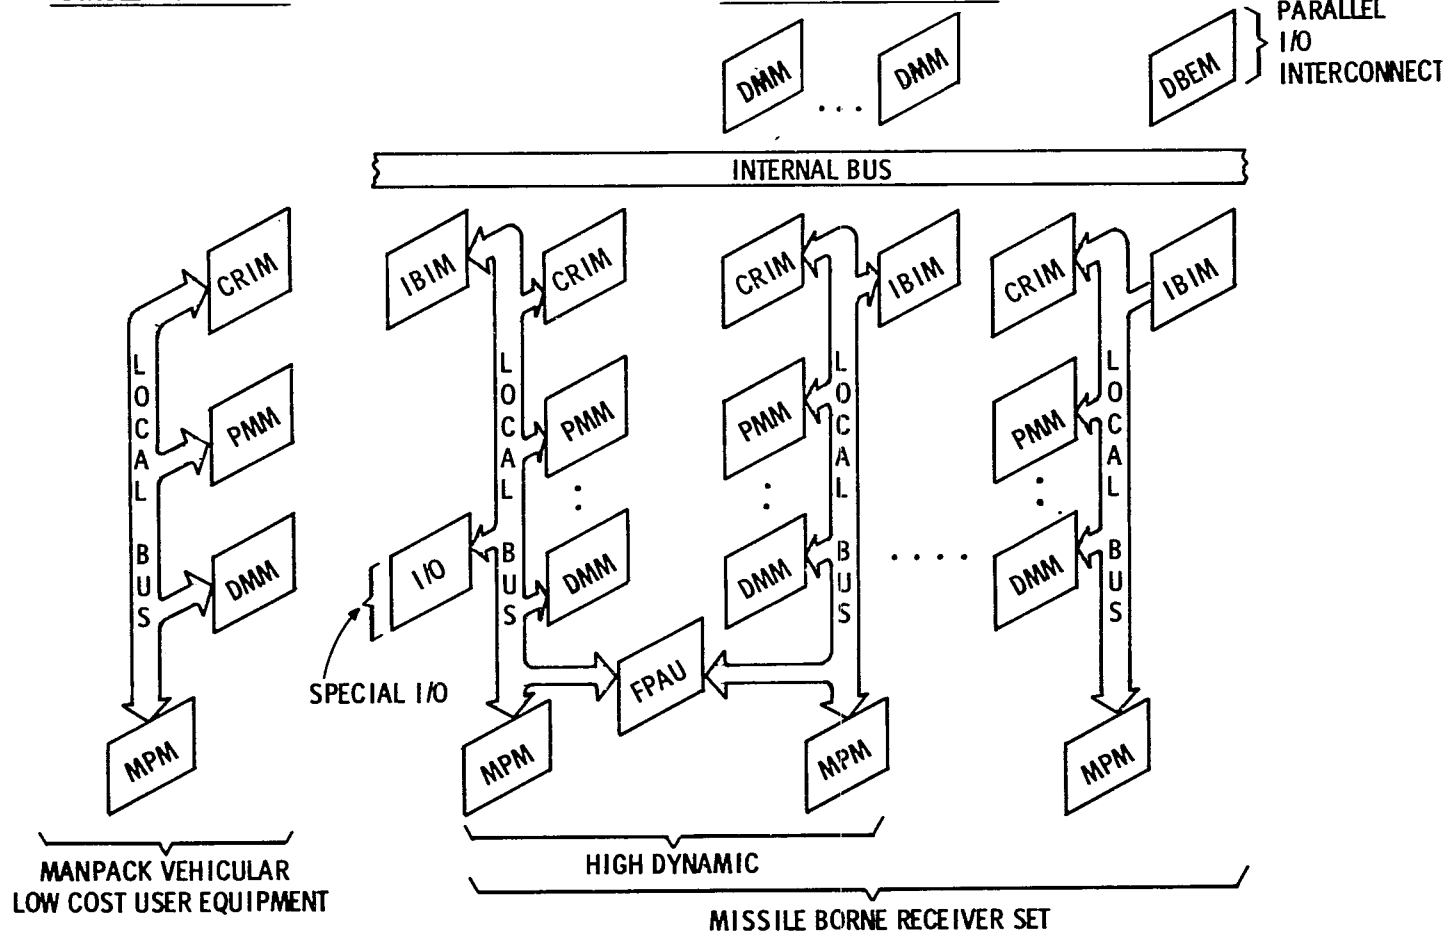 PARALLEL
I/O
INTERCONNECT
DMM
DMM
DBEM
INTERNAL BUS
CRIM
IBIM
CRIM
CRIM
IBIM
CRIM
IBIM
LOCAL BUS
LOCAL BUS
LOCAL BUS
LOCAL BUS
PMM
PMM
PMM
PMM
DMM
I/O
DMM
DMM
DMM
SPECIAL I/O
FPAU
MPM
MPM
MPM
MPM
MANPACK VEHICULAR
LOW COST USER EQUIPMENT
HIGH DYNAMIC
MISSILE BORNE RECEIVER SET